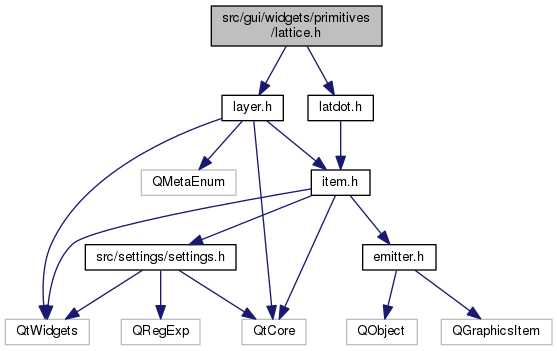 src/gui/widgets/primitives
/lattice.h
layer.h
latdot.h
QMetaEnum
item.h
src/settings/settings.h
emitter.h
QtWidgets
QRegExp
QtCore
QObject
QGraphicsItem